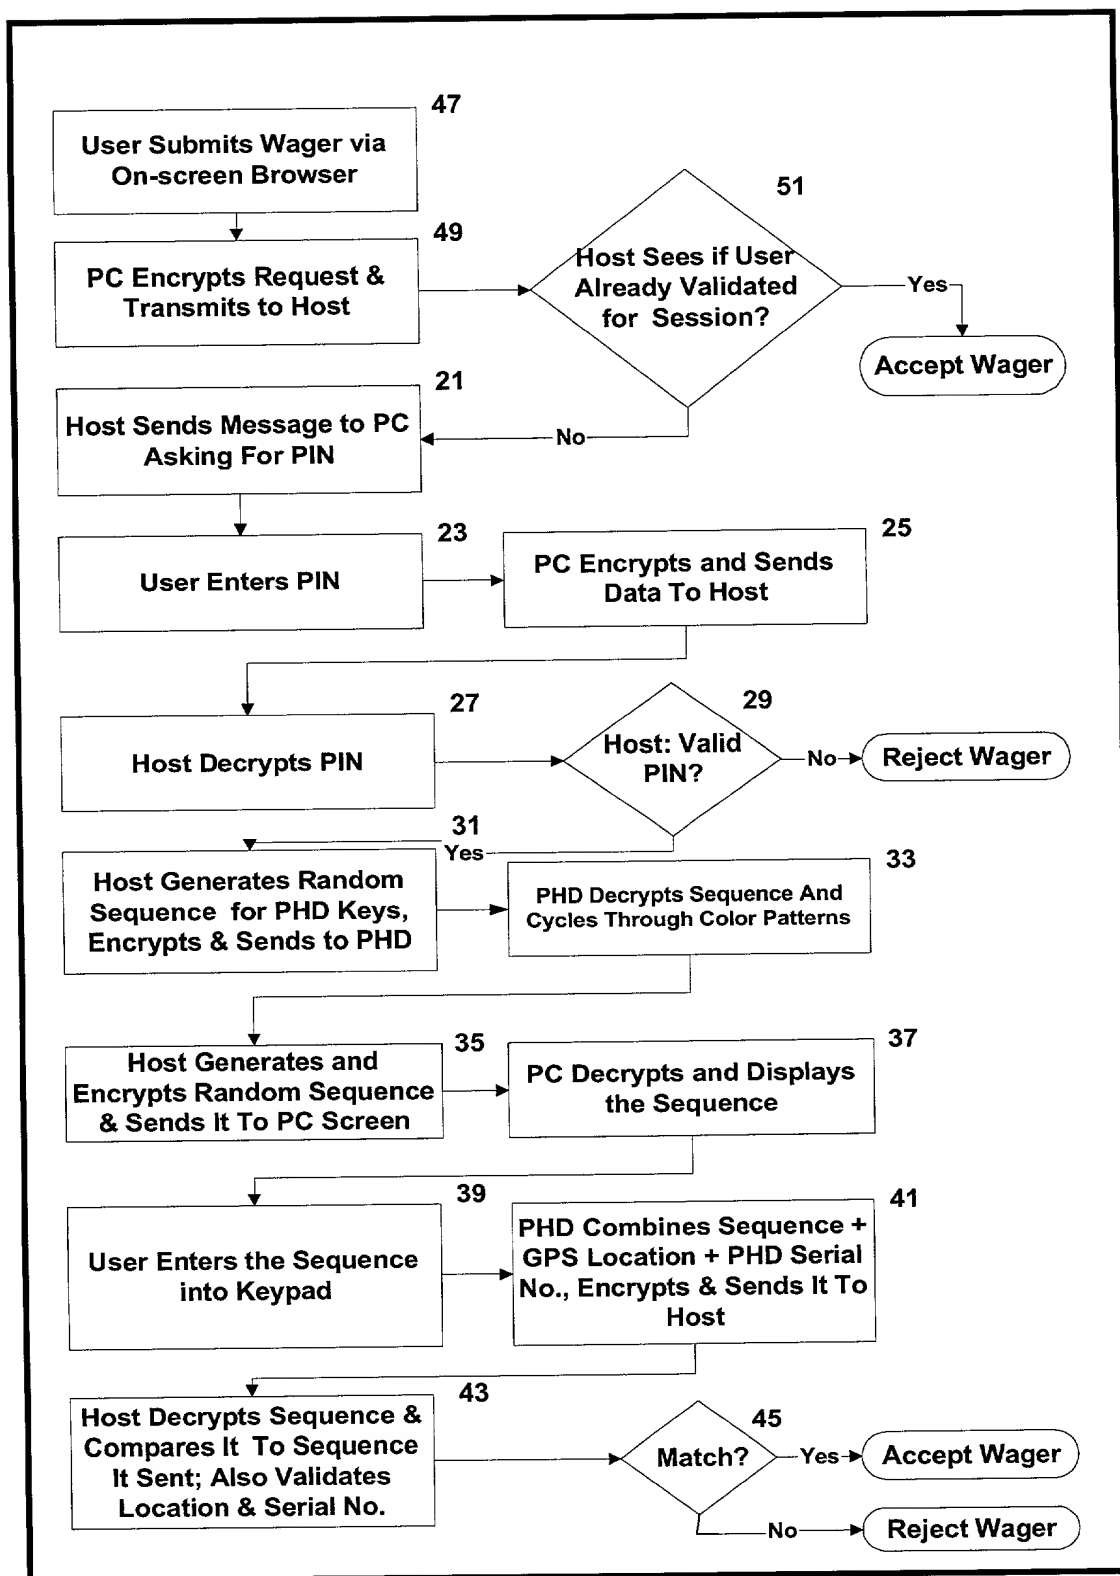 47
User Submits Wager via
On-screen Browser
49
PC Encrypts Request &
Transmits to Host
51
Host Sees if User
Already Validated
for Session?
Yes
Accept Wager
21
Host Sends Message to PC
Asking For PIN
No
23
User Enters PIN
25
PC Encrypts and Sends
Data To Host
27
Host Decrypts PIN
29
Host: Valid
PIN?
No
Reject Wager
31
Yes
Host Generates Random
Sequence for PHD Keys,
Encrypts & Sends to PHD
33
PHD Decrypts Sequence And
Cycles Through Color Patterns
35
Host Generates and
Encrypts Random Sequence
& Sends It To PC Screen
37
PC Decrypts and Displays
the Sequence
39
User Enters the Sequence
into Keypad
41
PHD Combines Sequence +
GPS Location + PHD Serial
No., Encrypts & Sends It To
Host
43
Host Decrypts Sequence &
Compares It To Sequence
It Sent; Also Validates
Location & Serial No.
45
Match?
Yes
Accept Wager
No
Reject Wager